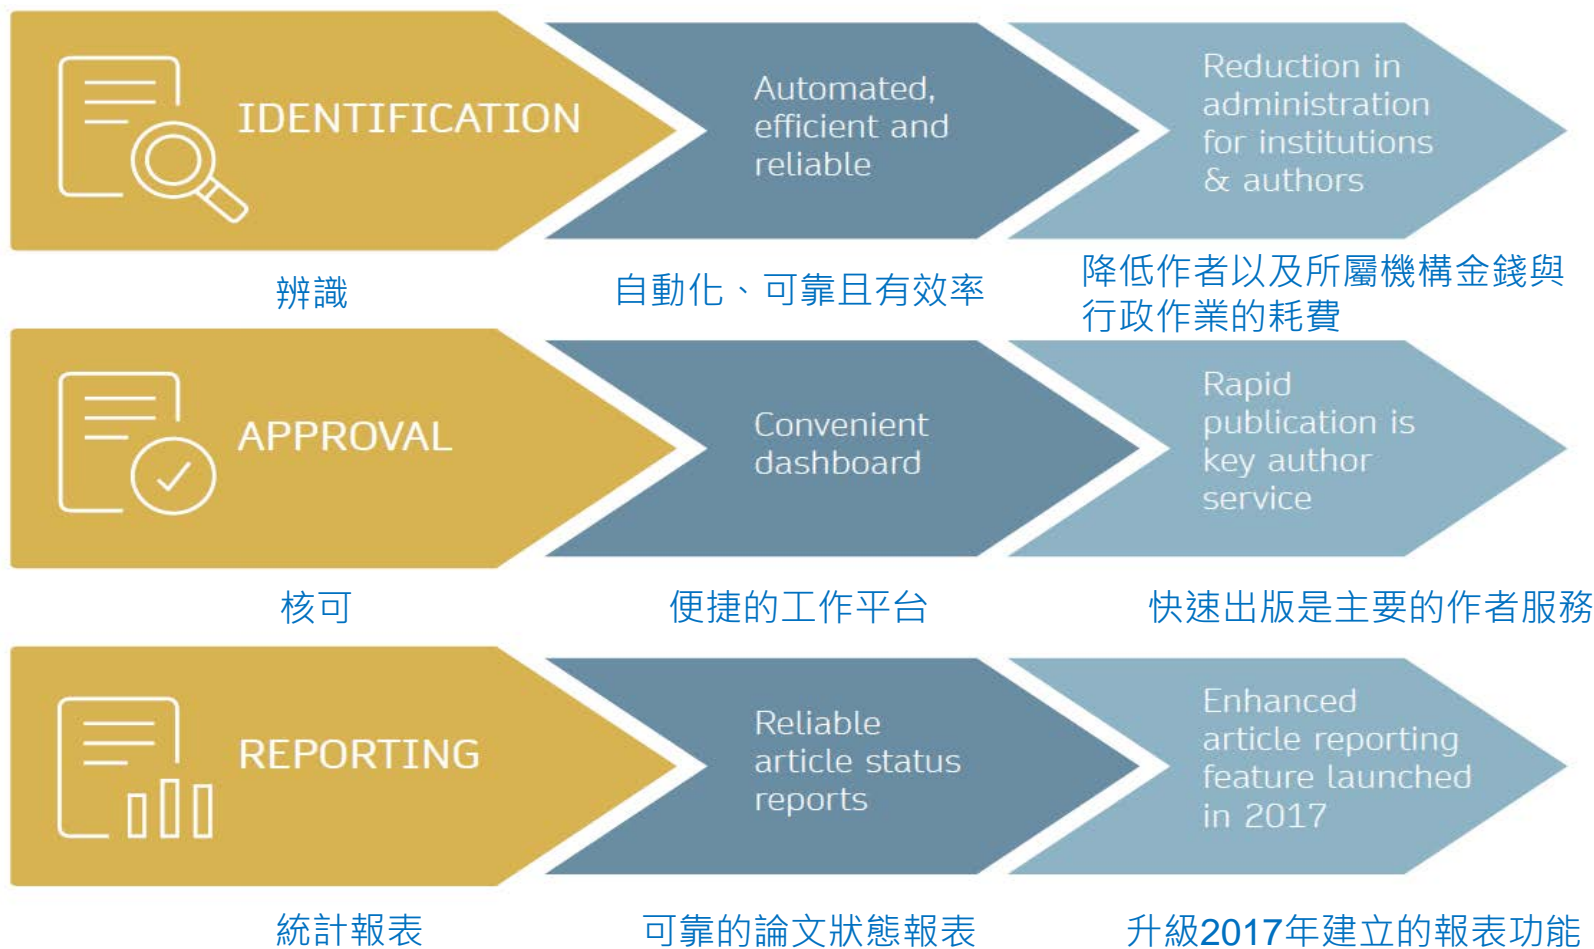 IDENTIFICATION
Automated,
efficient and
reliable
Reduction in
administration
for institutions
& authors
辨識
自動化、可靠且有效率
降低作者以及所屬機構金錢與
行政作業的耗費
APPROVAL
Convenient
dashboard
Rapid
publication is
key author
service
核可
便捷的工作平台
快速出版是主要的作者服務
REPORTING
Reliable
article status
reports
Enhanced
article reporting
feature launched
in 2017
統計報表
可靠的論文狀態報表
升級2017年建立的報表功能